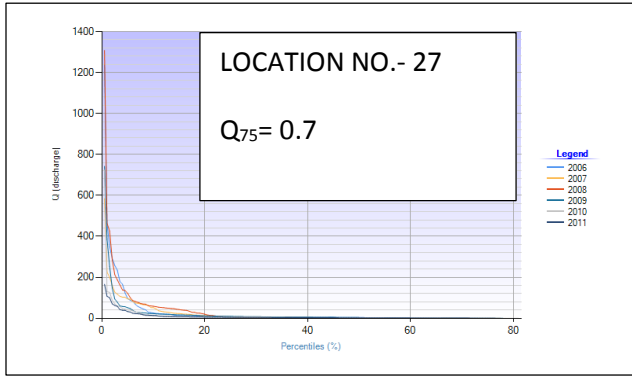 1400
1200
1000
800
600
400
200
0
Q (discharge)
LOCATION NO.- 27
Q₇₅= 0.7
0 20 40 60 80
Percentiles (%)
Legend
2006
2007
2008
2009
2010
2011